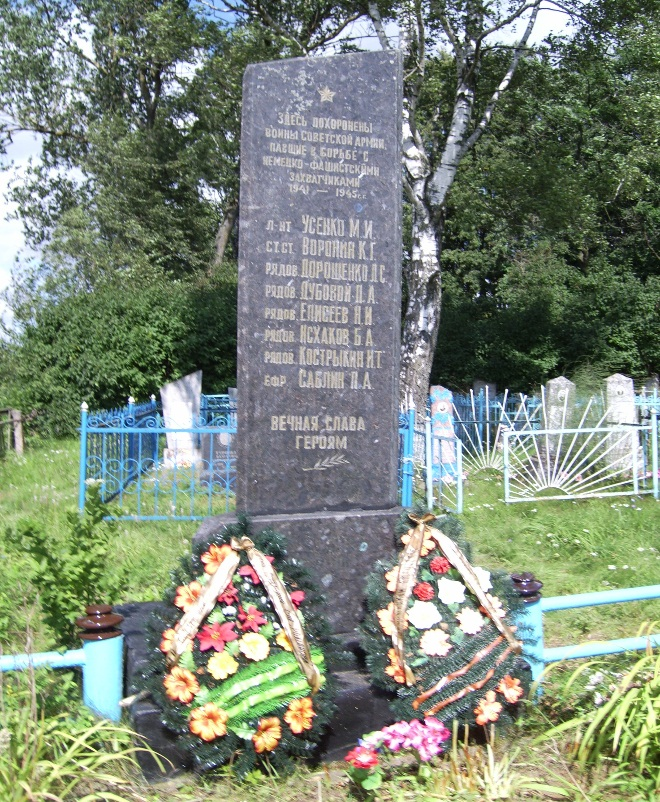 ЗДЕСЬ ПОХОРОНЕНЫ
ВОИНЫ СОВЕТСКОЙ АРМИИ,
ПАВШИЕ В БОРЬБЕ С
НЕМЕЦКО-ФАШИСТСКИМИ
ЗАХВАТЧИКАМИ
1941 — 1945 г.г.
Л-НТ УСЕНКО М.И.
СТ.СТ. ВОРОНИН К.Г.
РЯДОВ. ДОРОШЕНКО Д.С.
РЯДОВ. ДУБОВОЙ П.А.
РЯДОВ. ЕЛИСЕЕВ Н.И.
РЯДОВ. ИСХАКОВ Б.А.
РЯДОВ. КОСТРЫКИН И.Т.
ЕФР. САБЛИН П.А.
ВЕЧНАЯ СЛАВА
ГЕРОЯМ